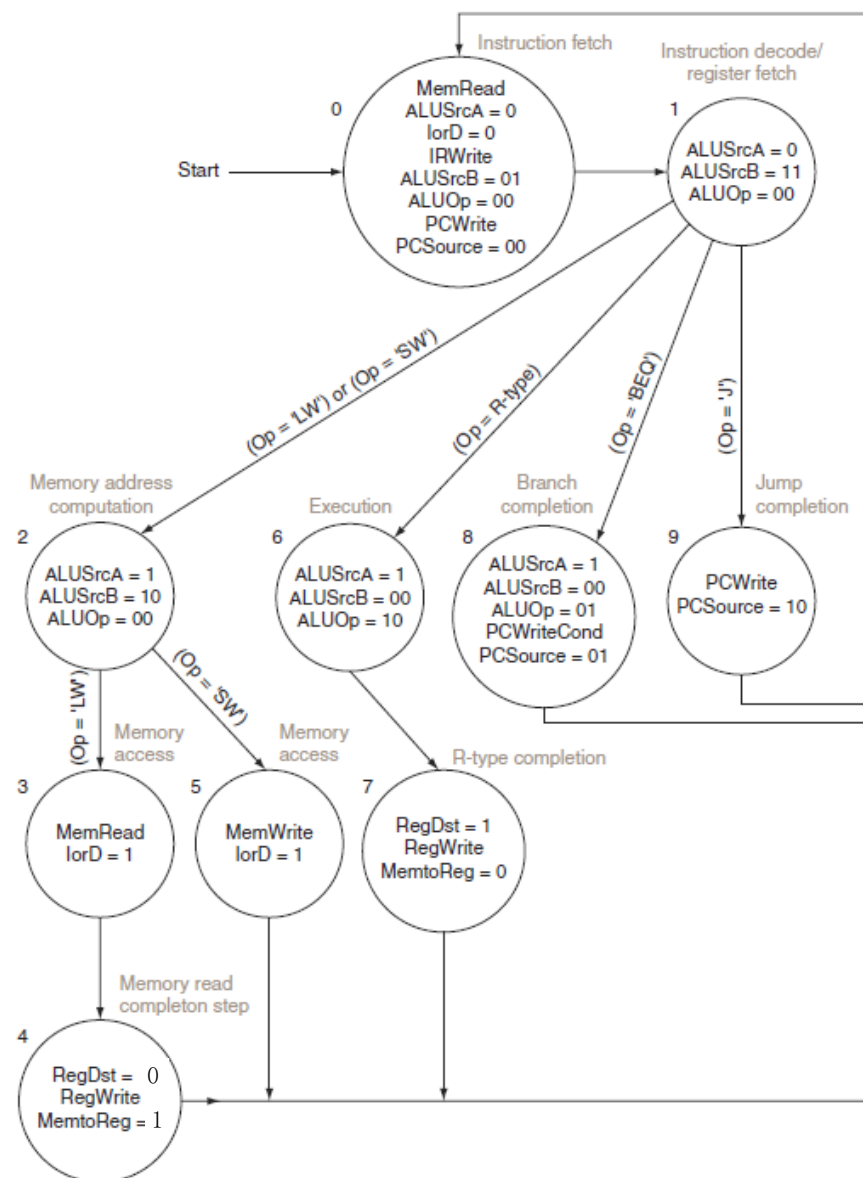 Instruction fetch
0
MemRead
ALUSrcA = 0
IorD = 0
IRWrite
ALUSrcB = 01
ALUOp = 00
PCWrite
PCSource = 00
Start
Instruction decode/
register fetch
1
ALUSrcA = 0
ALUSrcB = 11
ALUOp = 00
(Op = 'LW') or (Op = 'SW')
(Op = R-type)
(Op = 'BEQ')
(Op = 'J')
Memory address
computation
2
ALUSrcA = 1
ALUSrcB = 10
ALUOp = 00
Execution
6
ALUSrcA = 1
ALUSrcB = 00
ALUOp = 10
Branch
completion
8
ALUSrcA = 1
ALUSrcB = 00
ALUOp = 01
PCWriteCond
PCSource = 01
Jump
completion
9
PCWrite
PCSource = 10
(Op = 'LW')
(Op = 'SW')
Memory
access
3
MemRead
IorD = 1
Memory
access
5
MemWrite
IorD = 1
R-type completion
7
RegDst = 1
RegWrite
MemtoReg = 0
Memory read
completon step
4
RegDst = 0
RegWrite
MemtoReg = 1